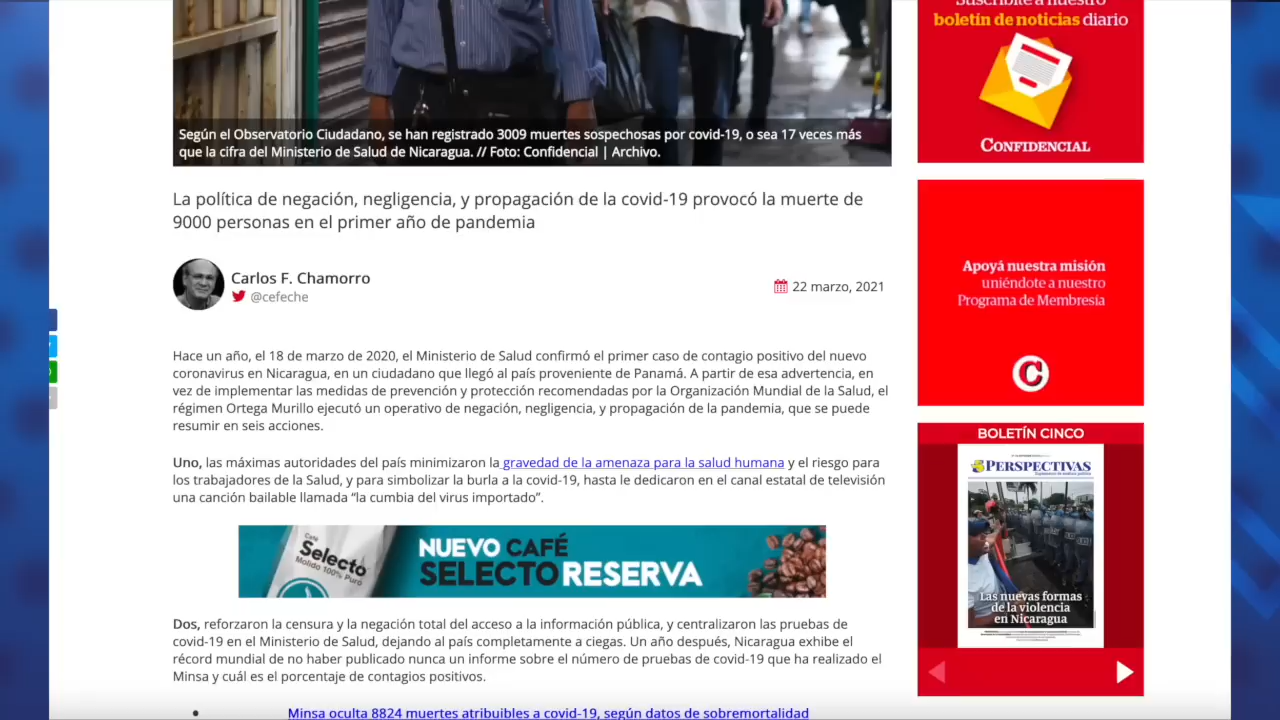 Suscribite a nuestro
boletín de noticias diario
CONFIDENCIAL
Según el Observatorio Ciudadano, se han registrado 3009 muertes sospechosas por covid-19, o sea 17 veces más
que la cifra del Ministerio de Salud de Nicaragua. // Foto: Confidencial | Archivo.
La política de negación, negligencia, y propagación de la covid-19 provocó la muerte de
9000 personas en el primer año de pandemia
Carlos F. Chamorro
@cefeche
22 marzo, 2021
Apoyá nuestra misión
uniéndote a nuestro
Programa de Membresía
C
Hace un año, el 18 de marzo de 2020, el Ministerio de Salud confirmó el primer caso de contagio positivo del nuevo
coronavirus en Nicaragua, en un ciudadano que llegó al país proveniente de Panamá. A partir de esa advertencia, en
vez de implementar las medidas de prevención y protección recomendadas por la Organización Mundial de la Salud, el
régimen Ortega Murillo ejecutó un operativo de negación, negligencia, y propagación de la pandemia, que se puede
resumir en seis acciones.
Uno, las máximas autoridades del país minimizaron la gravedad de la amenaza para la salud humana y el riesgo para
los trabajadores de la Salud, y para simbolizar la burla a la covid-19, hasta le dedicaron en el canal estatal de televisión
una canción bailable llamada “la cumbia del virus importado”.
BOLETÍN CINCO
PERSPECTIVAS
Las nuevas formas
de la violencia
en Nicaragua
Café
Selecto
Molido 100% Puro
NUEVO CAFÉ
SELECTO RESERVA
Dos, reforzaron la censura y la negación total del acceso a la información pública, y centralizaron las pruebas de
covid-19 en el Ministerio de Salud, dejando al país completamente a ciegas. Un año después, Nicaragua exhibe el
récord mundial de no haber publicado nunca un informe sobre el número de pruebas de covid-19 que ha realizado el
Minsa y cuál es el porcentaje de contagios positivos.
• Minsa oculta 8824 muertes atribuibles a covid-19, según datos de sobremortalidad